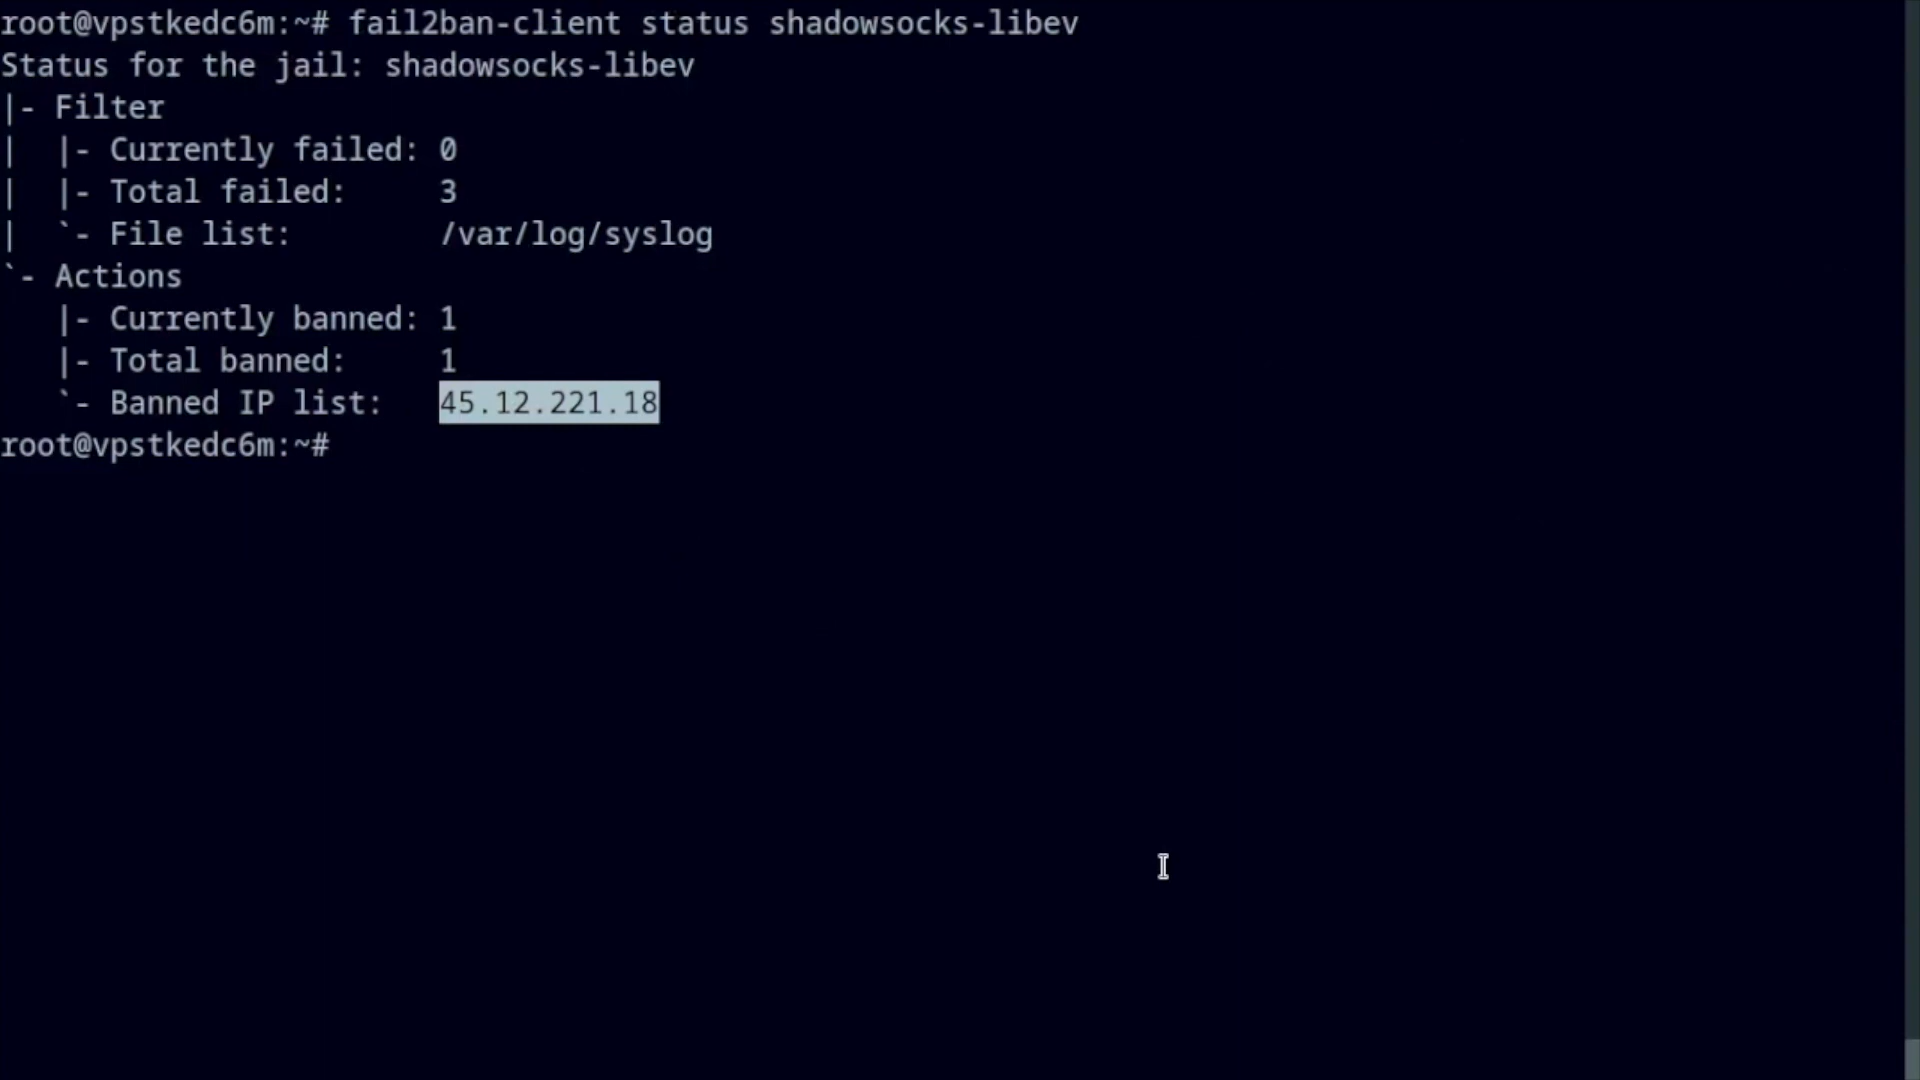 root@vpstkedc6m:~# fail2ban-client status shadowsocks-libev
Status for the jail: shadowsocks-libev
|- Filter
|  |- Currently failed: 0
|  |- Total failed:     3
|  `- File list:        /var/log/syslog
`- Actions
   |- Currently banned: 1
   |- Total banned:     1
   `- Banned IP list:   45.12.221.18
root@vpstkedc6m:~#